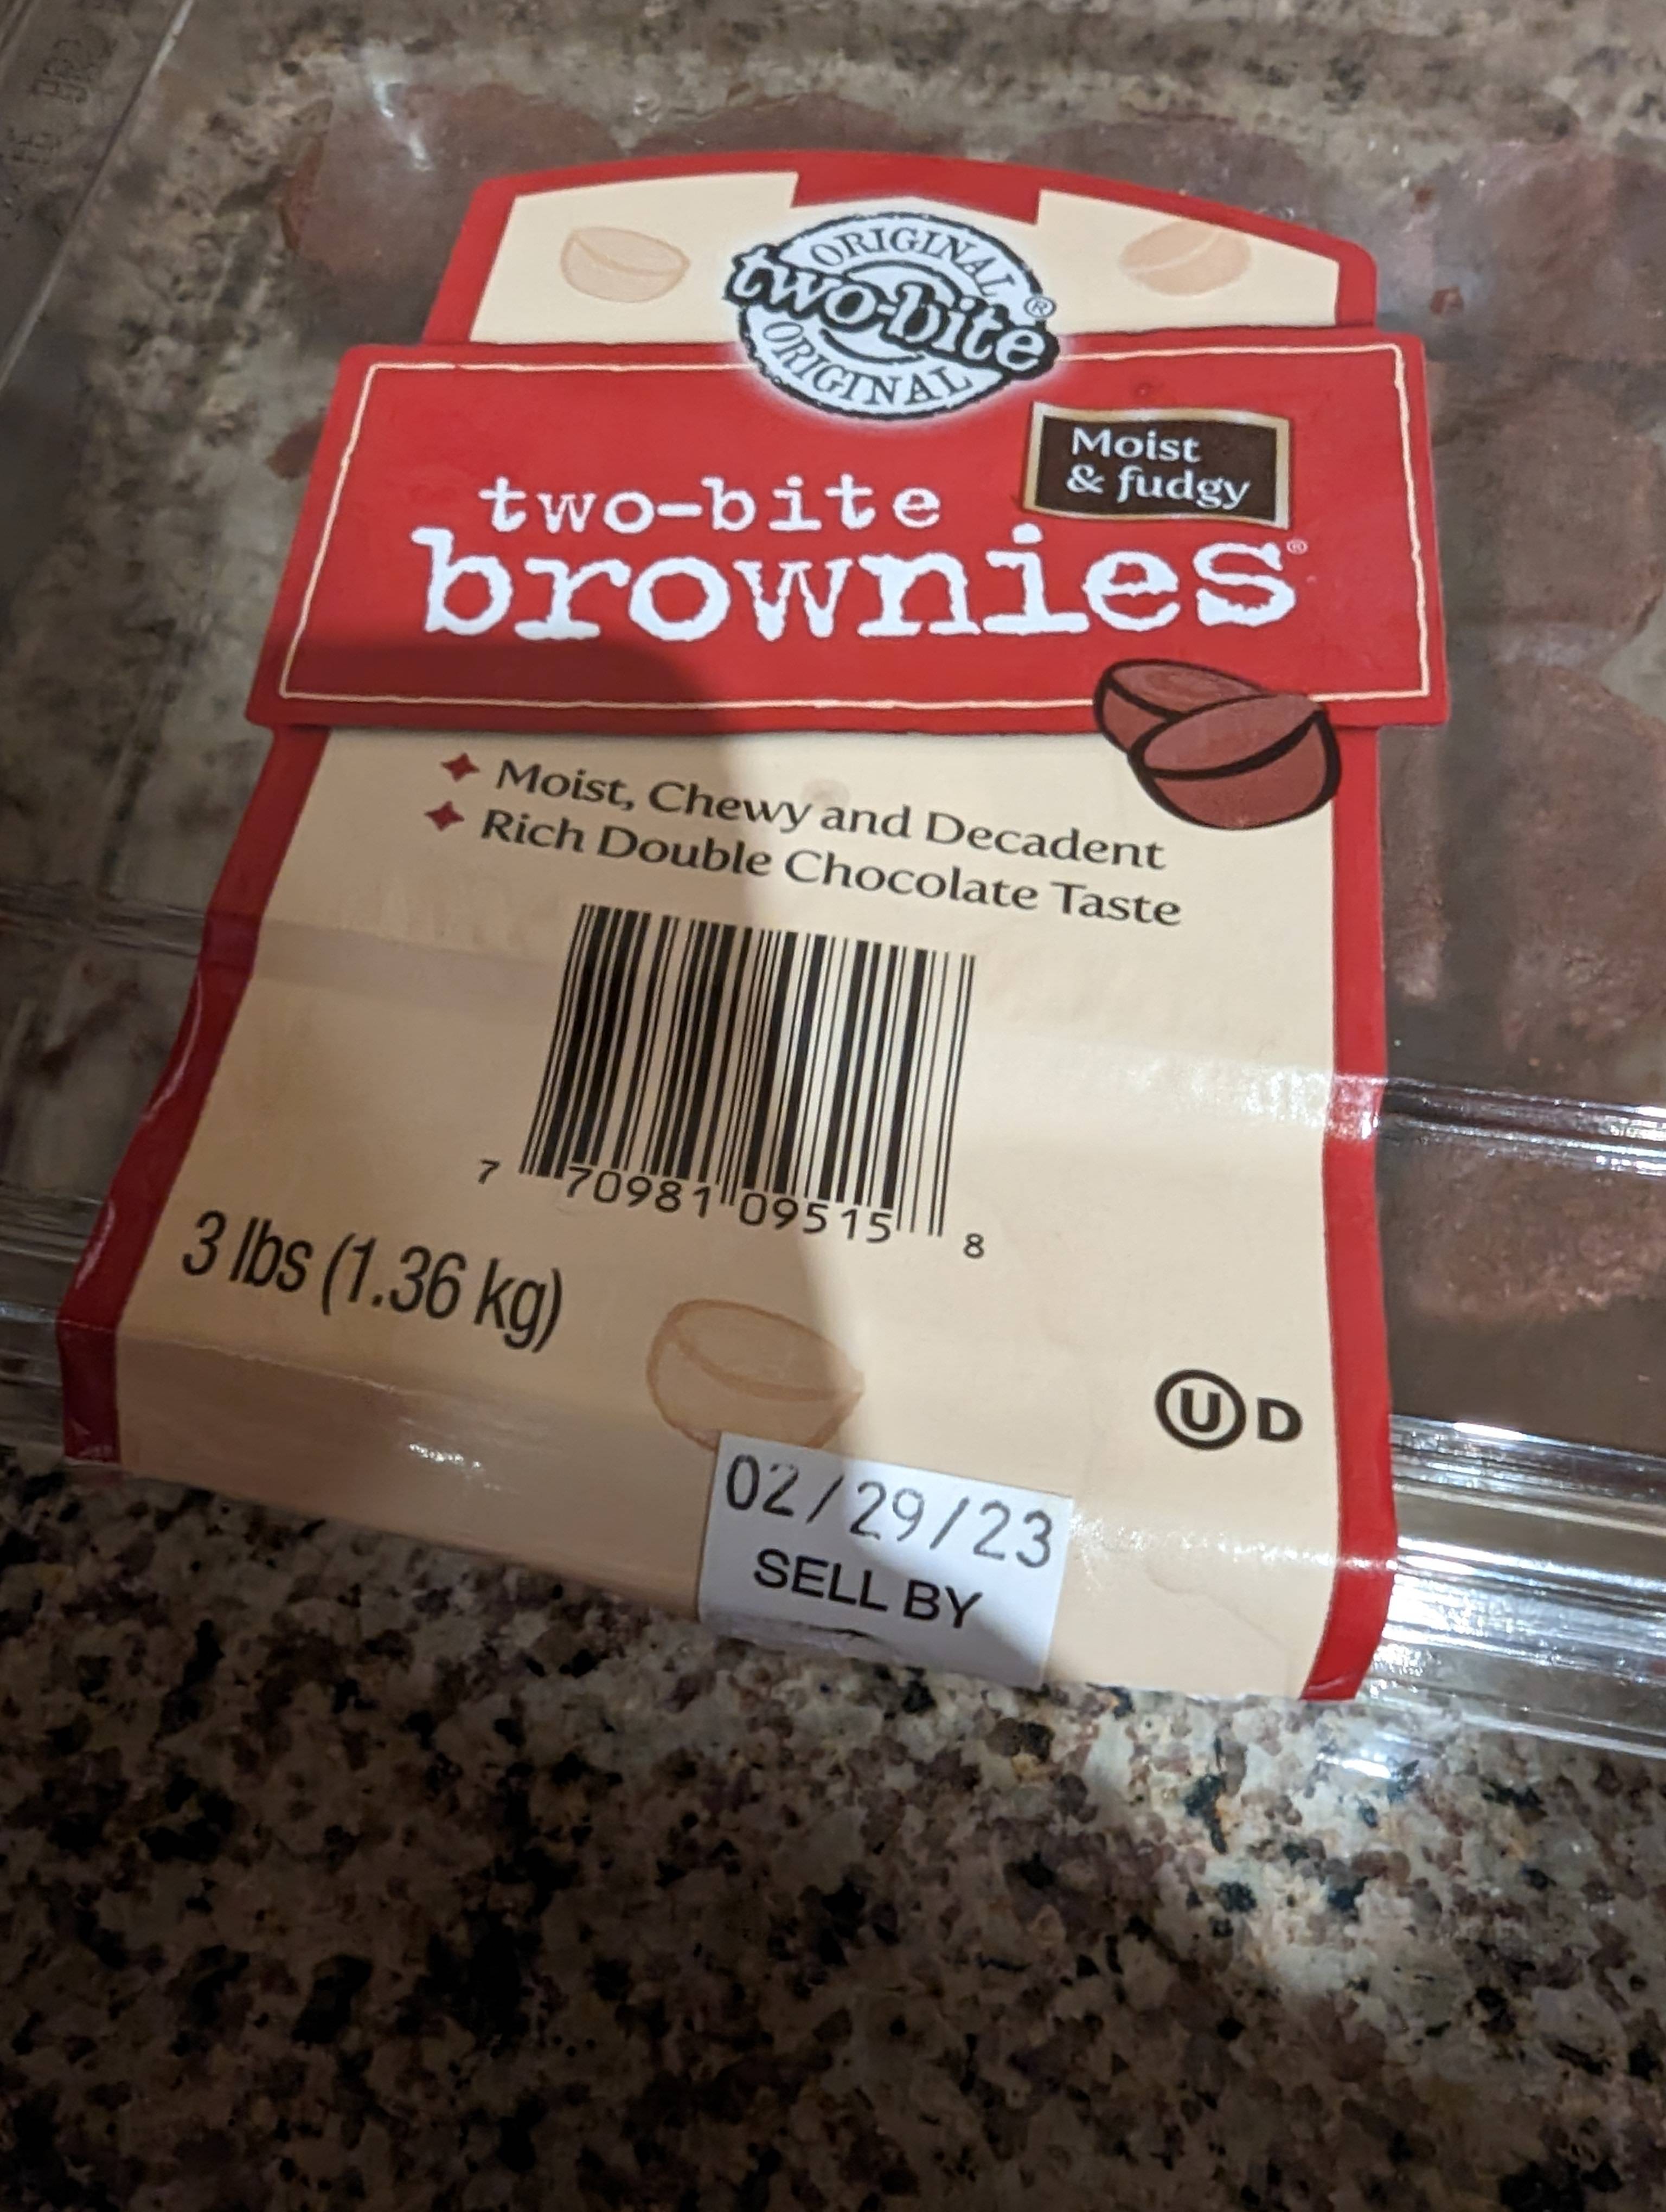 ORIGINAL
two-bite®
ORIGINAL
Moist
& fudgy
two-bite
brownies®
Moist, Chewy and Decadent
Rich Double Chocolate Taste
7 70981 09515 8
3 lbs (1.36 kg)
U D
02/29/23
SELL BY